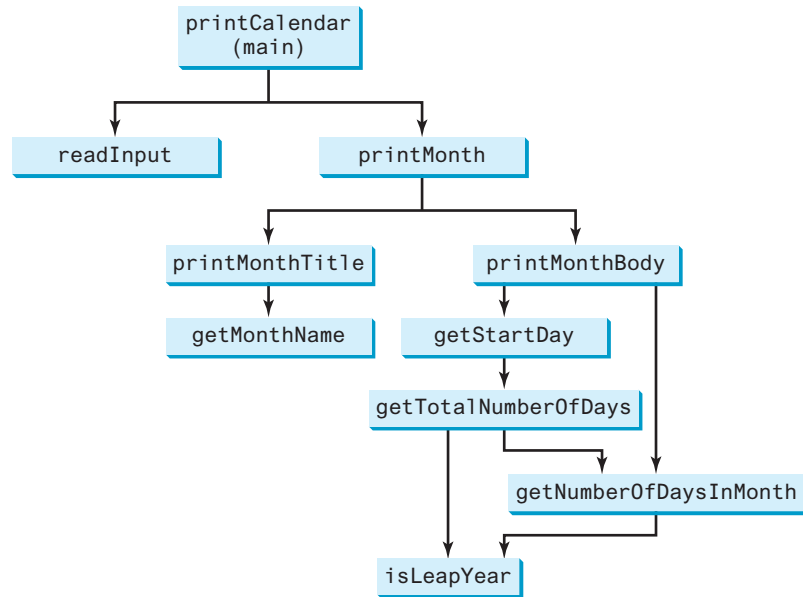 printCalendar
(main)
readInput
printMonth
printMonthTitle
printMonthBody
getMonthName
getStartDay
getTotalNumberOfDays
getNumberOfDaysInMonth
isLeapYear